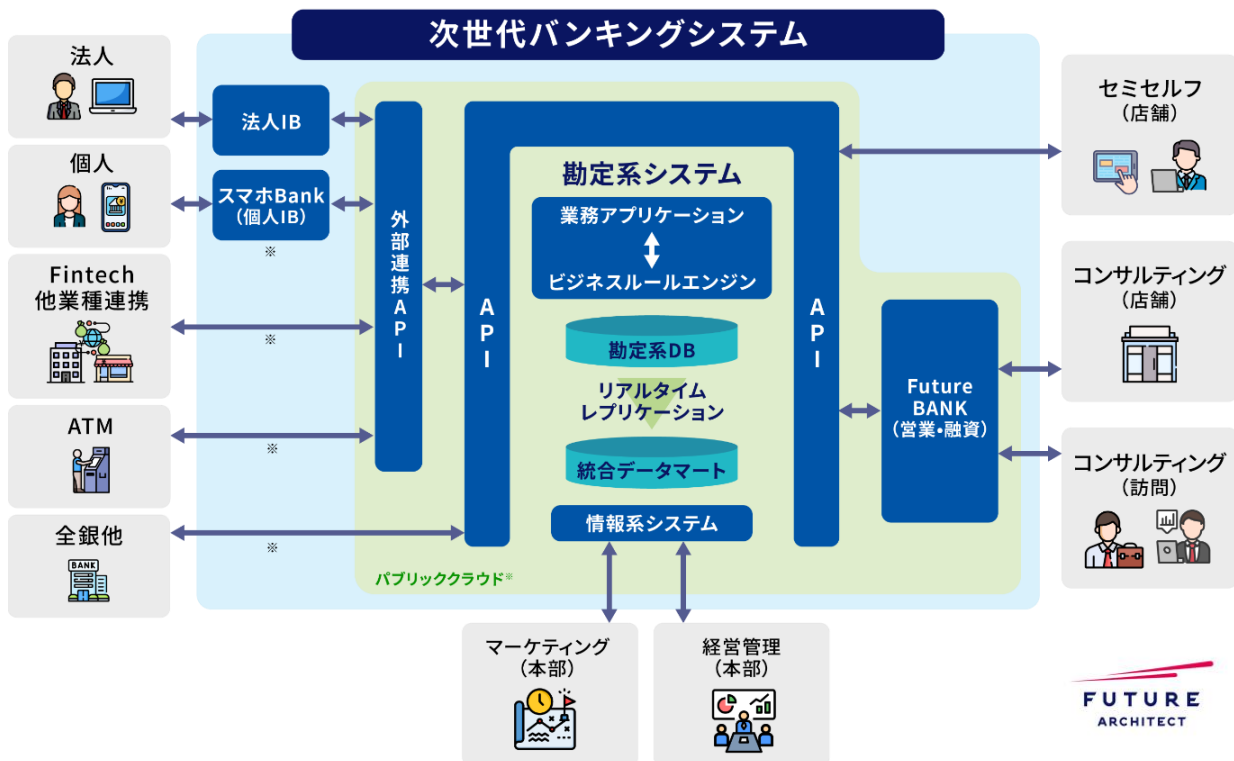 次世代バンキングシステム
法人
個人
Fintech
他業種連携
ATM
全銀他
BANK
法人IB
スマホBank
(個人IB)
※
※
※
※
外部連携API
API
勘定系システム
業務アプリケーション
ビジネスルールエンジン
勘定系DB
リアルタイム
レプリケーション
統合データマート
情報系システム
API
パブリッククラウド※
Future
BANK
(営業・融資)
セミセルフ
(店舗)
コンサルティング
(店舗)
コンサルティング
(訪問)
マーケティング
(本部)
経営管理
(本部)
FUTURE
ARCHITECT